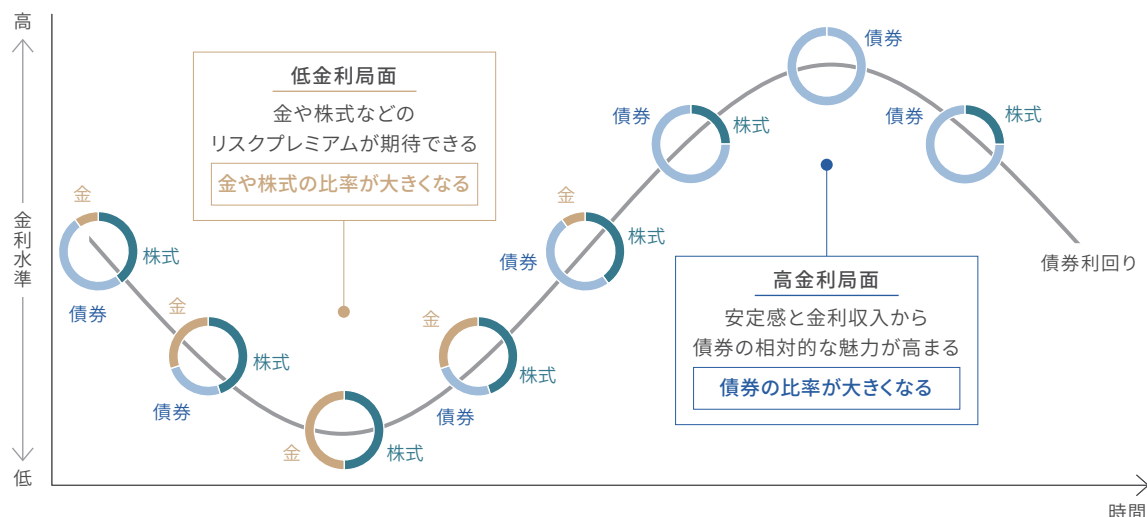 高
金利水準
低
時間
債券利回り
低金利局面
金や株式などの
リスクプレミアムが期待できる
金や株式の比率が大きくなる
高金利局面
安定感と金利収入から
債券の相対的な魅力が高まる
債券の比率が大きくなる
金
株式
債券
金
株式
債券
金
株式
金
株式
債券
金
株式
債券
債券
株式
債券
債券
株式